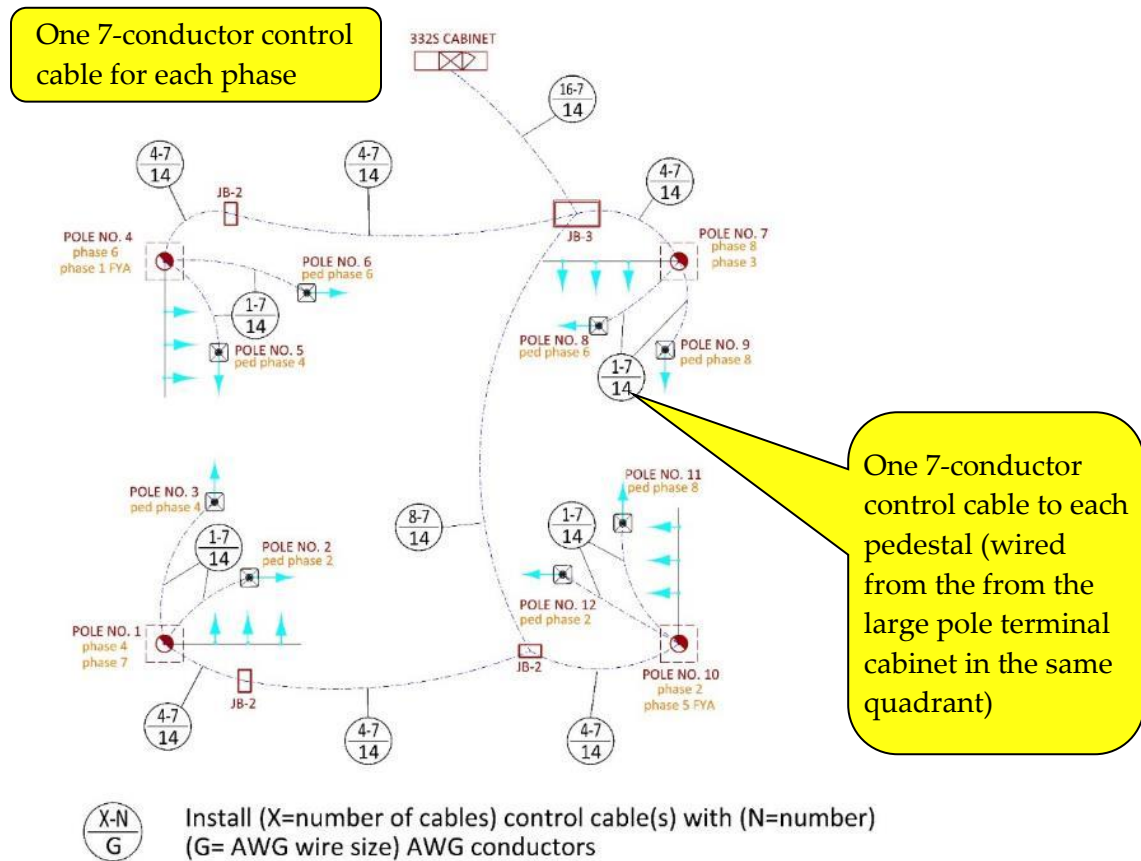 One 7-conductor control
cable for each phase
332S CABINET
16-7
14
4-7
14
4-7
14
4-7
14
JB-2
JB-3
POLE NO. 4
phase 6
phase 1 FYA
POLE NO. 6
ped phase 6
POLE NO. 7
phase 8
phase 3
1-7
14
POLE NO. 5
ped phase 4
POLE NO. 8
ped phase 6
POLE NO. 9
ped phase 8
1-7
14
One 7-conductor
control cable to each
pedestal (wired
from the from the
large pole terminal
cabinet in the same
quadrant)
POLE NO. 3
ped phase 4
POLE NO. 11
ped phase 8
1-7
14
POLE NO. 2
ped phase 2
8-7
14
1-7
14
POLE NO. 12
ped phase 2
POLE NO. 1
phase 4
phase 7
JB-2
JB-2
POLE NO. 10
phase 2
phase 5 FYA
4-7
14
4-7
14
4-7
14
X-N
G
Install (X=number of cables) control cable(s) with (N=number)
(G= AWG wire size) AWG conductors